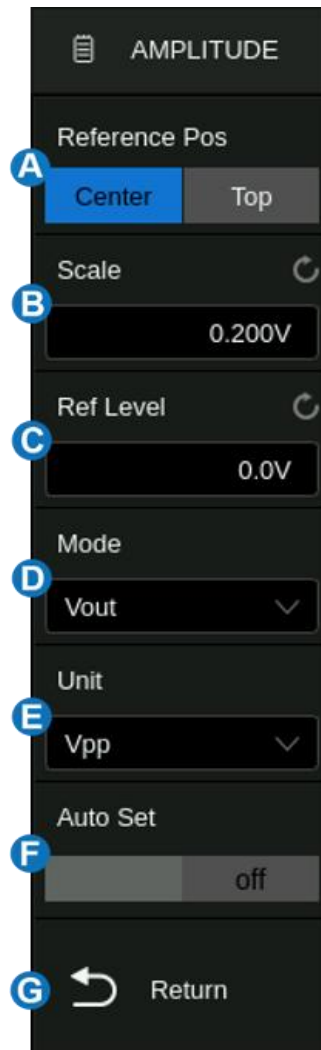 AMPLITUDE
Reference Pos
A
Center Top
Scale
B
0.200V
Ref Level
C
0.0V
Mode
D
Vout
Unit
E
Vpp
Auto Set
F
off
G Return